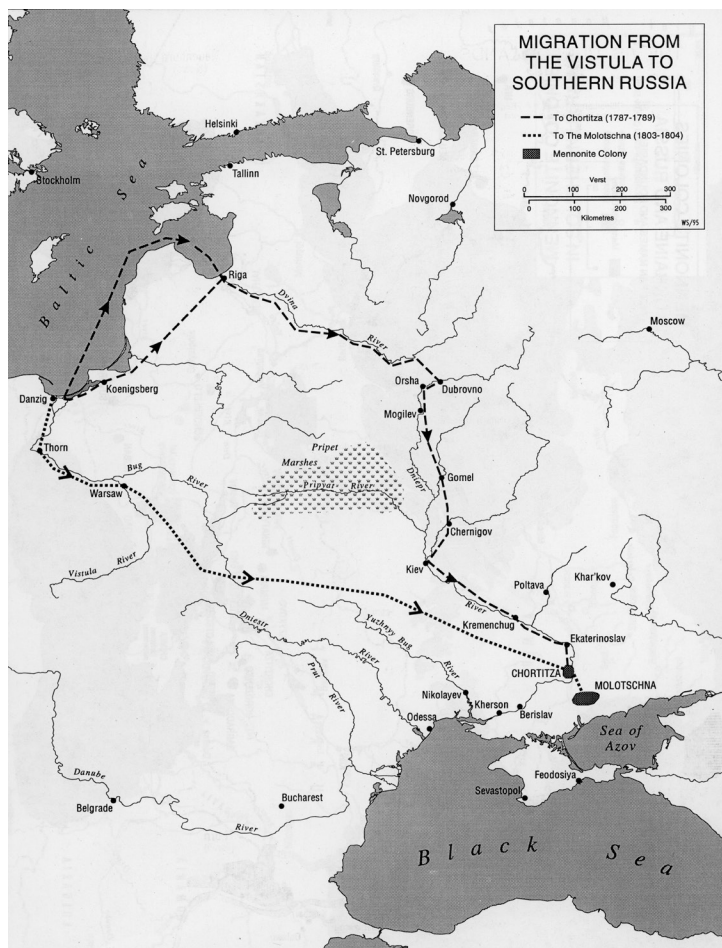 MIGRATION FROM
THE VISTULA TO
SOUTHERN RUSSIA
To Chortitza (1787-1789)
To The Molotschna (1803-1804)
Mennonite Colony
Verst
0 100 200 300
0 100 200 300
Kilometres
WS/95
Helsinki
St. Petersburg
Stockholm
Tallinn
Novgorod
Baltic Sea
Riga
Dvina River
Moscow
Koenigsberg
Danzig
Orsha
Dubrovno
Mogilev
Thorn
Pripet
Marshes
Bug River
Pripyat River
Dniepr
Gomel
Warsaw
Chernigov
Vistula River
Kiev
Poltava
Khar'kov
River
Kremenchug
Dniestr River
Yuzhnyy Bug River
Ekaterinoslav
Prut River
CHORTITZA
MOLOTSCHNA
Nikolayev
Kherson
Berislav
Odessa
Sea of
Azov
Danube River
Belgrade
Bucharest
Feodosiya
Sevastopol
Black Sea